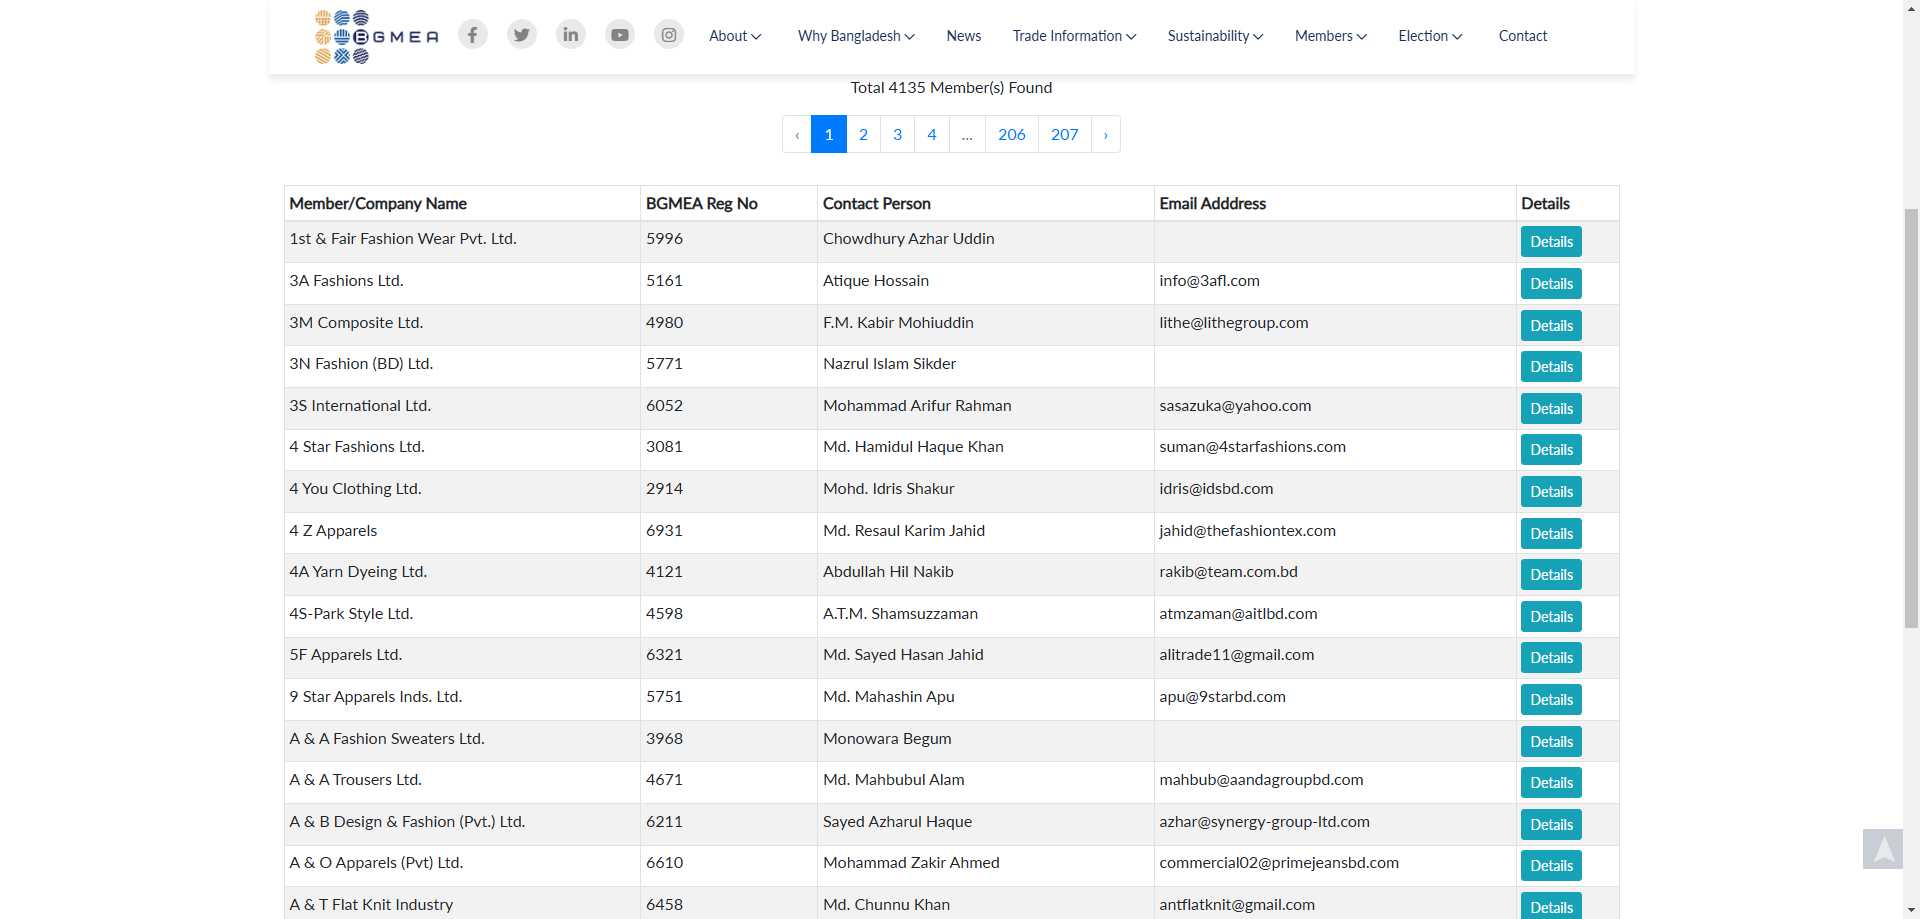 BGMEA About Why Bangladesh News Trade Information Sustainability Members Election Contact
Total 4135 Member(s) Found
‹ 1 2 3 4 ... 206 207 ›
Member/Company Name BGMEA Reg No Contact Person Email Adddress Details
1st & Fair Fashion Wear Pvt. Ltd. 5996 Chowdhury Azhar Uddin Details
3A Fashions Ltd. 5161 Atique Hossain info@3afl.com Details
3M Composite Ltd. 4980 F.M. Kabir Mohiuddin lithe@lithegroup.com Details
3N Fashion (BD) Ltd. 5771 Nazrul Islam Sikder Details
3S International Ltd. 6052 Mohammad Arifur Rahman sasazuka@yahoo.com Details
4 Star Fashions Ltd. 3081 Md. Hamidul Haque Khan suman@4starfashions.com Details
4 You Clothing Ltd. 2914 Mohd. Idris Shakur idris@idsbd.com Details
4 Z Apparels 6931 Md. Resaul Karim Jahid jahid@thefashiontex.com Details
4A Yarn Dyeing Ltd. 4121 Abdullah Hil Nakib rakib@team.com.bd Details
4S-Park Style Ltd. 4598 A.T.M. Shamsuzzaman atmzaman@aitlbd.com Details
5F Apparels Ltd. 6321 Md. Sayed Hasan Jahid alitrade11@gmail.com Details
9 Star Apparels Inds. Ltd. 5751 Md. Mahashin Apu apu@9starbd.com Details
A & A Fashion Sweaters Ltd. 3968 Monowara Begum Details
A & A Trousers Ltd. 4671 Md. Mahbubul Alam mahbub@aandagroupbd.com Details
A & B Design & Fashion (Pvt.) Ltd. 6211 Sayed Azharul Haque azhar@synergy-group-ltd.com Details
A & O Apparels (Pvt) Ltd. 6610 Mohammad Zakir Ahmed commercial02@primejeansbd.com Details
A & T Flat Knit Industry 6458 Md. Chunnu Khan antflatknit@gmail.com Details